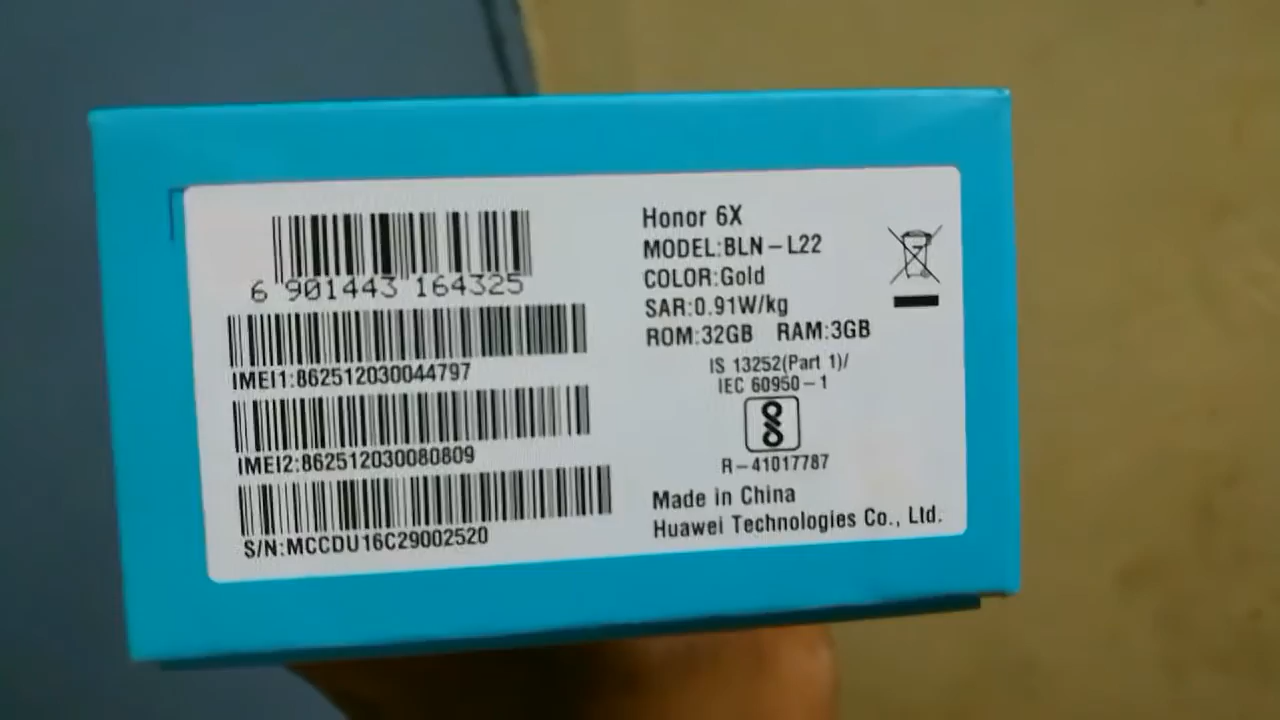 6 901443 164325
IMEI1:862512030044797
IMEI2:862512030080809
S/N:MCCDU16C29002520
Honor 6X
MODEL:BLN-L22
COLOR:Gold
SAR:0.91W/kg
ROM:32GB RAM:3GB
IS 13252(Part 1)/
IEC 60950-1
R-41017787
Made in China
Huawei Technologies Co., Ltd.